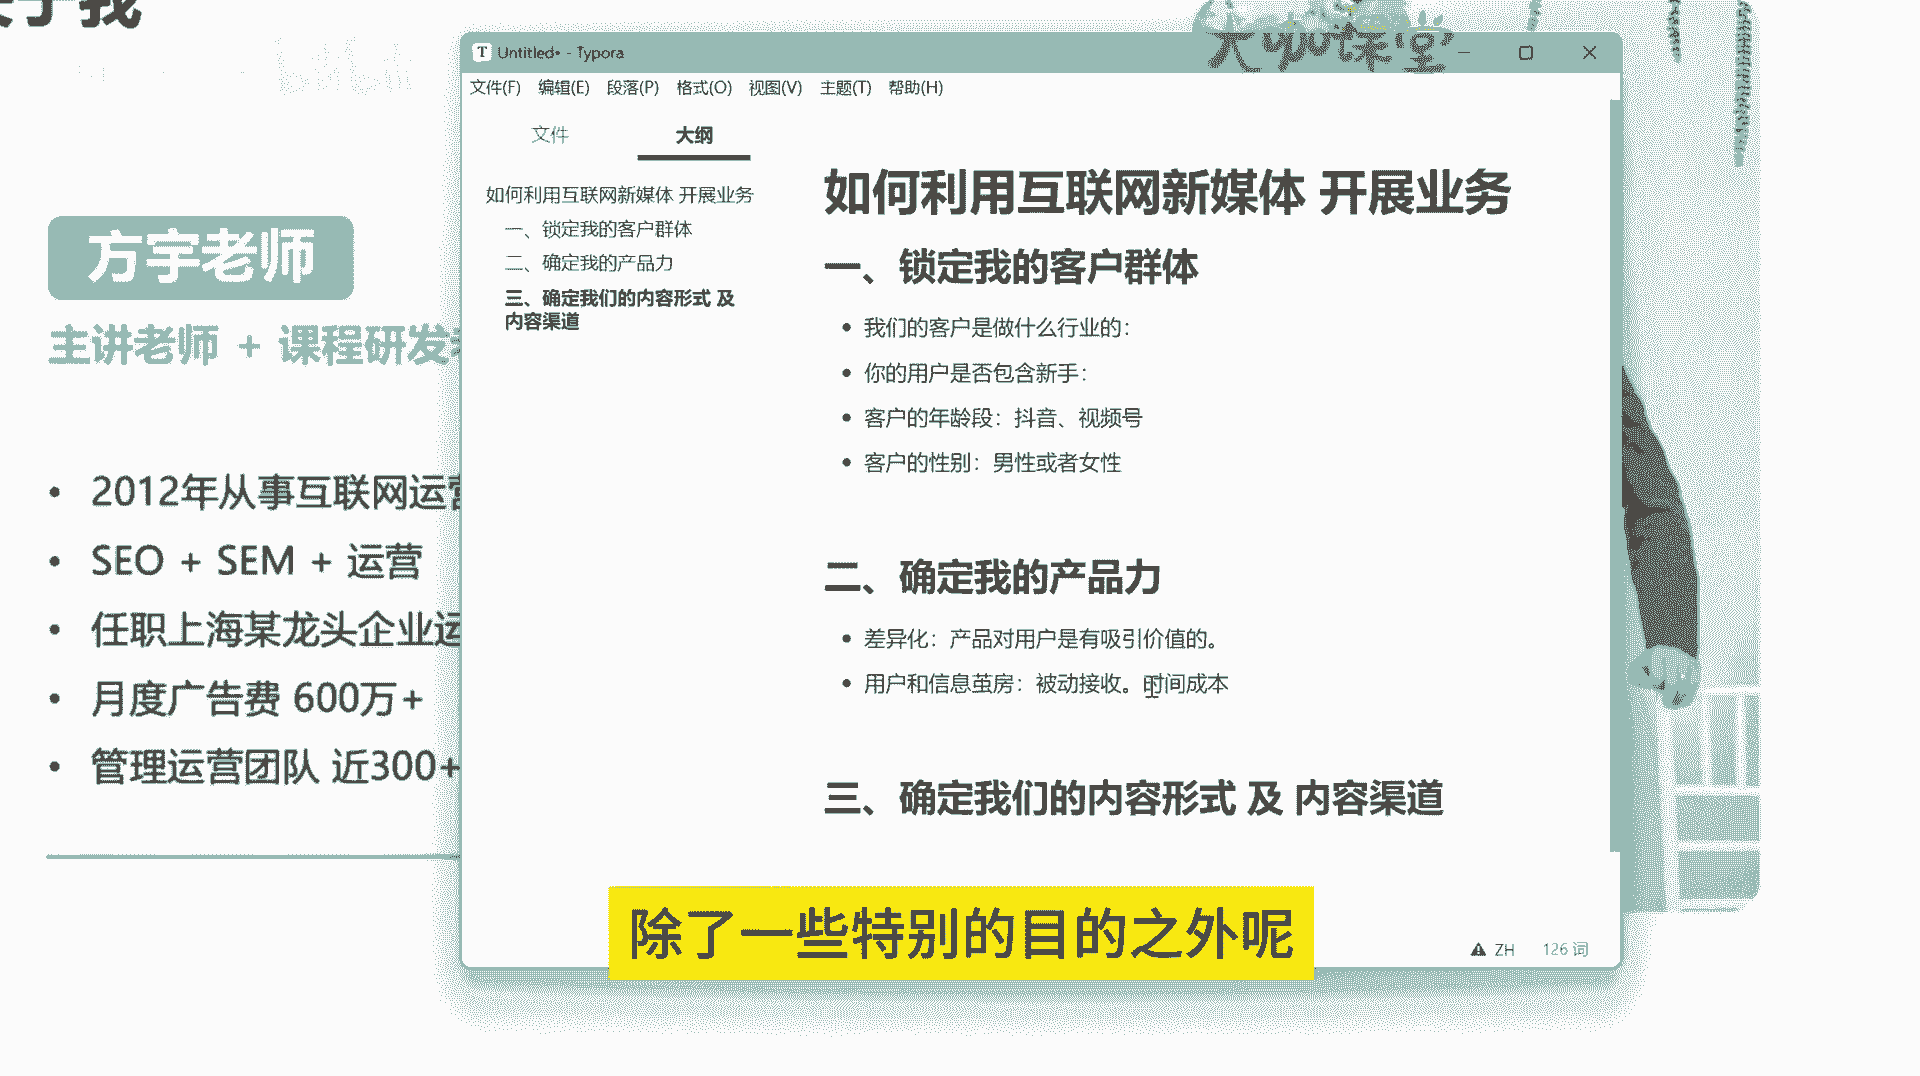 关于我
大咖课堂
bilibili
方宇老师
主讲老师 + 课程研发
• 2012年从事互联网运营
• SEO + SEM + 运营
• 任职上海某龙头企业运
• 月度广告费 600万+
• 管理运营团队 近300+
T Untitled• - Typora
文件(F) 编辑(E) 段落(P) 格式(O) 视图(V) 主题(T) 帮助(H)
文件 大纲
如何利用互联网新媒体 开展业务
一、锁定我的客户群体
二、确定我的产品力
三、确定我们的内容形式 及
内容渠道
如何利用互联网新媒体 开展业务
一、锁定我的客户群体
• 我们的客户是做什么行业的：
• 你的用户是否包含新手：
• 客户的年龄段：抖音、视频号
• 客户的性别：男性或者女性
二、确定我的产品力
• 差异化：产品对用户是有吸引价值的。
• 用户和信息茧房：被动接收。时间成本
三、确定我们的内容形式 及 内容渠道
除了一些特别的目的之外呢
ZH 126 词